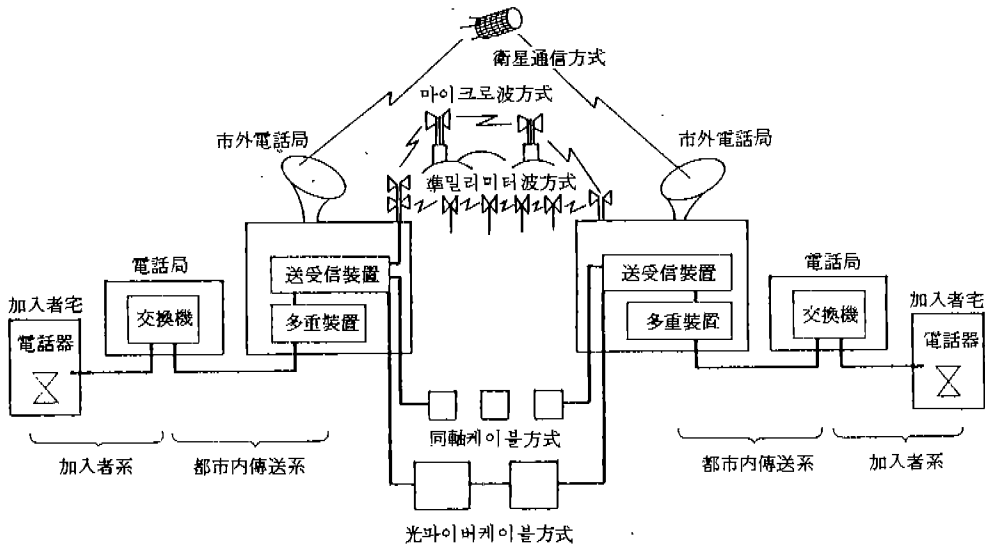 衛星通信方式
마이크로波方式
市外電話局
市外電話局
準밀리미터波方式
電話局
送受信裝置
送受信裝置
電話局
加入者宅
交換機
多重裝置
多重裝置
交換機
加入者宅
電話器
電話器
同軸케이블方式
加入者系
都市內傳送系
都市內傳送系
加入者系
光파이버케이블方式